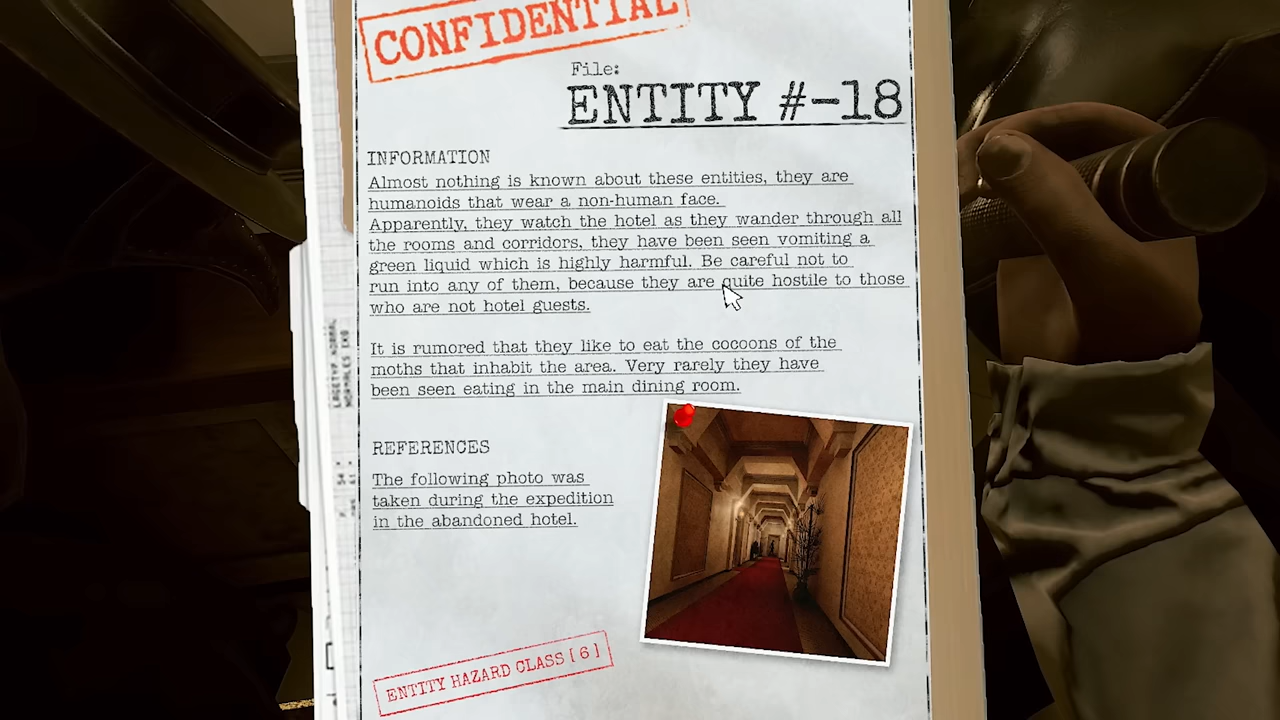 CONFIDENTIAL
File:
ENTITY #-18
INFORMATION
Almost nothing is known about these entities, they are
humanoids that wear a non-human face.
Apparently, they watch the hotel as they wander through all
the rooms and corridors, they have been seen vomiting a
green liquid which is highly harmful. Be careful not to
run into any of them, because they are quite hostile to those
who are not hotel guests.
It is rumored that they like to eat the cocoons of the
moths that inhabit the area. Very rarely they have
been seen eating in the main dining room.
REFERENCES
The following photo was
taken during the expedition
in the abandoned hotel.
ENTITY HAZARD CLASS [ 6 ]